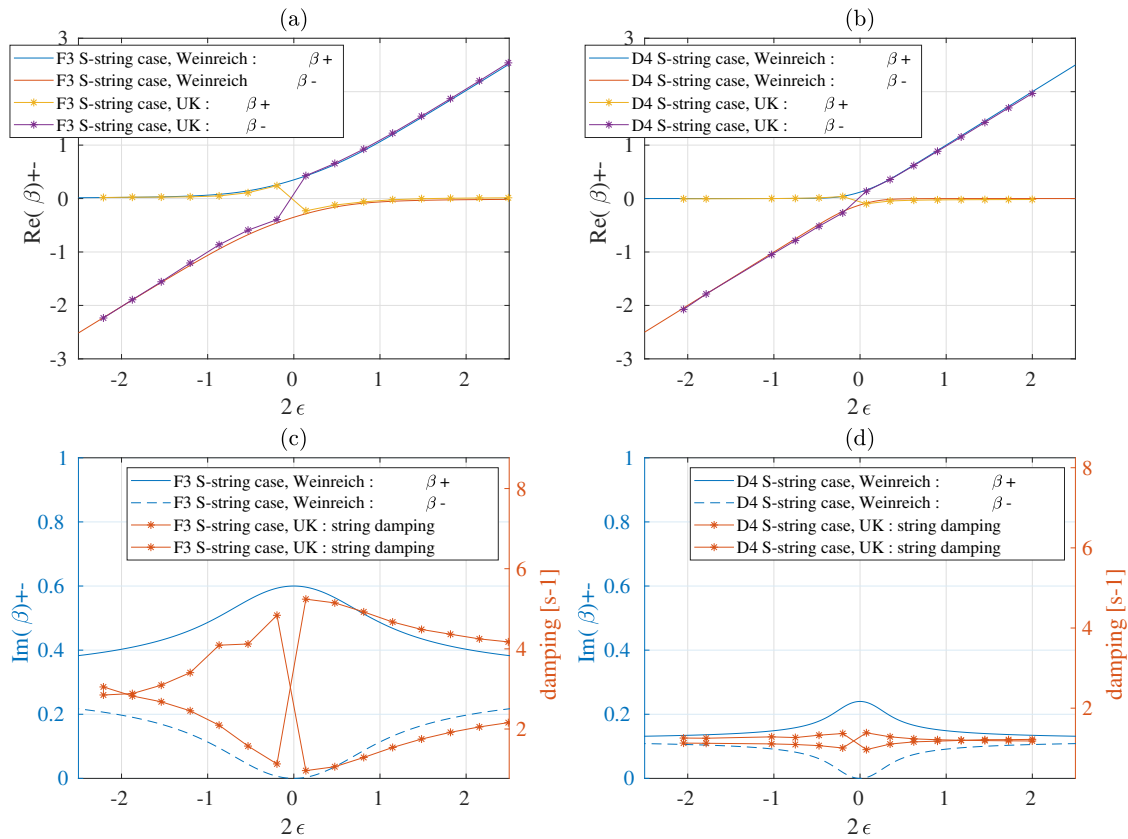 (a)
3
F3 S-string case, Weinreich : β +
F3 S-string case, Weinreich β -
F3 S-string case, UK : β +
F3 S-string case, UK : β -
1
0
-1
-2
-3
Re( β)+-
-2 -1 0 1 2
2 ϵ
(b)
3
D4 S-string case, Weinreich : β +
D4 S-string case, Weinreich : β -
D4 S-string case, UK : β +
D4 S-string case, UK : β -
1
0
-1
-2
-3
Re( β)+-
-2 -1 0 1 2
2 ϵ
(c)
1
0.8
0.6
0.4
0.2
0
Im( β)+-
F3 S-string case, Weinreich : β +
F3 S-string case, Weinreich : β -
F3 S-string case, UK : string damping
F3 S-string case, UK : string damping
8
6
4
2
damping [s-1]
-2 -1 0 1 2
2 ϵ
(d)
1
0.8
0.6
0.4
0.2
0
Im( β)+-
D4 S-string case, Weinreich : β +
D4 S-string case, Weinreich : β -
D4 S-string case, UK : string damping
D4 S-string case, UK : string damping
8
6
4
2
damping [s-1]
-2 -1 0 1 2
2 ϵ